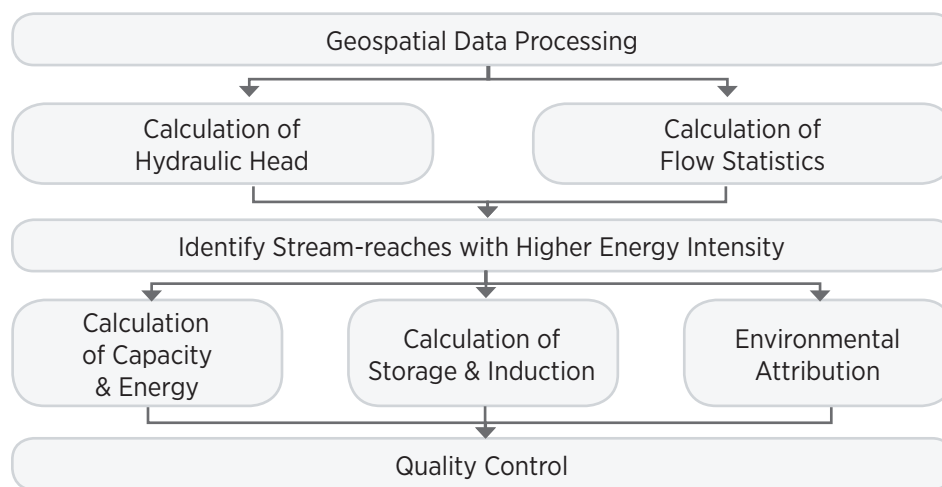 Geospatial Data Processing
Calculation of
Hydraulic Head
Calculation of
Flow Statistics
Identify Stream-reaches with Higher Energy Intensity
Calculation
of Capacity
& Energy
Calculation of
Storage & Induction
Environmental
Attribution
Quality Control